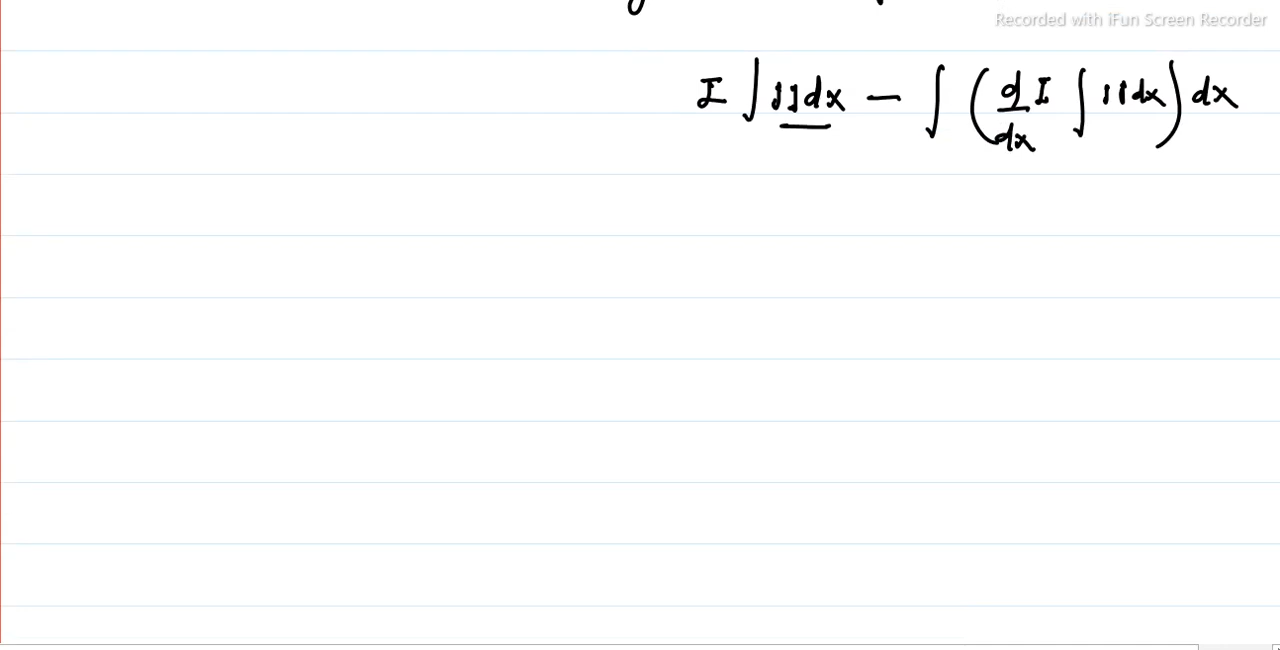 Recorded with iFun Screen Recorder
I ∫ II dx − ∫ (d/dx I ∫ II dx) dx